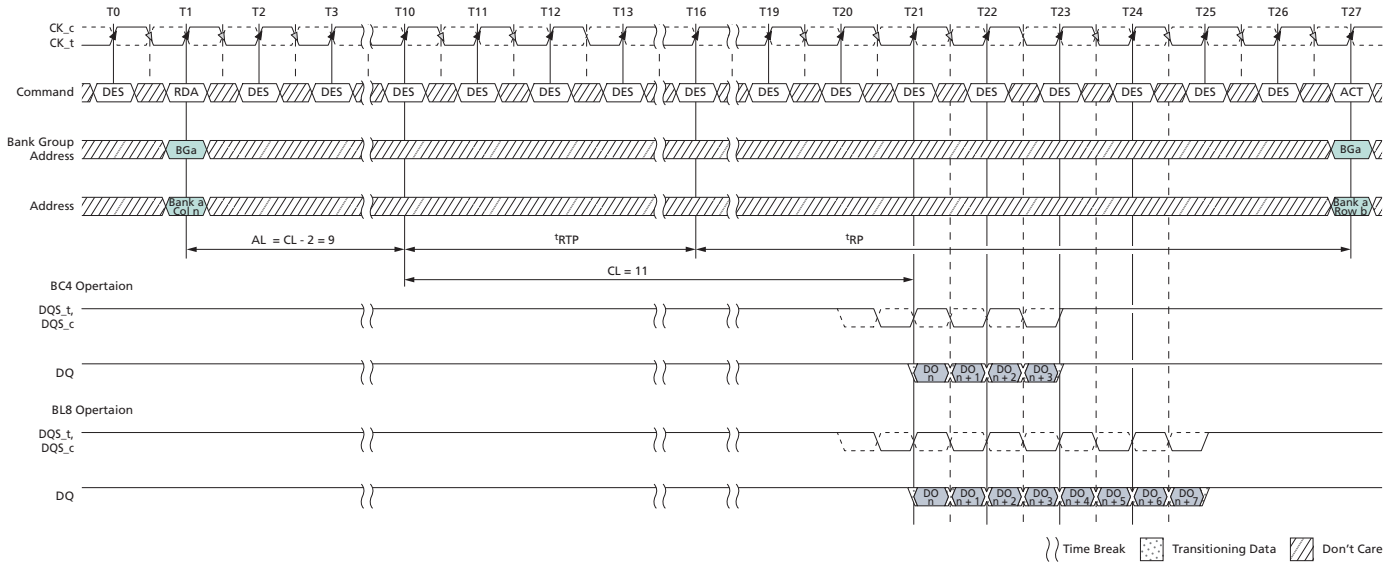 T0 T1 T2 T3 T10 T11 T12 T13 T16 T19 T20 T21 T22 T23 T24 T25 T26 T27
CK_c
CK_t
Command DES RDA DES DES DES DES DES DES DES DES DES DES DES DES DES DES DES ACT
Bank Group
Address
BGa BGa
Address
Bank a
Col n
Bank a
Row b
AL = CL - 2 = 9 tRTP tRP
CL = 11
BC4 Opertaion
DQS_t,
DQS_c
DQ
DO
n
DO
n + 1
DO
n + 2
DO
n + 3
BL8 Opertaion
DQS_t,
DQS_c
DQ
DO
n
DO
n + 1
DO
n + 2
DO
n + 3
DO
n + 4
DO
n + 5
DO
n + 6
DO
n + 7
Time Break Transitioning Data Don't Care